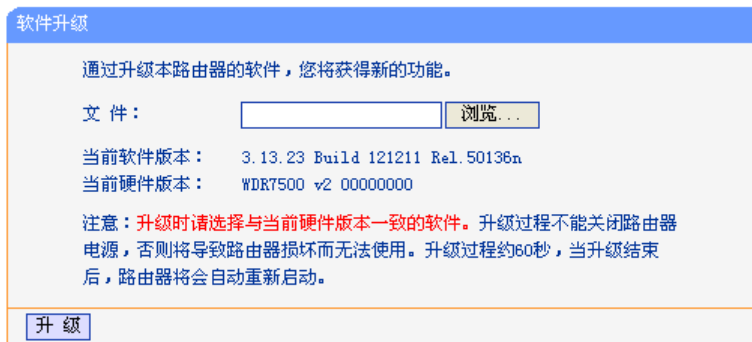 软件升级
通过升级本路由器的软件，您将获得新的功能。
文 件： 浏览...
当前软件版本： 3.13.23 Build 121211 Rel.50136n
当前硬件版本： WDR7500 v2 00000000
注意：升级时请选择与当前硬件版本一致的软件。升级过程不能关闭路由器
电源，否则将导致路由器损坏而无法使用。升级过程约60秒，当升级结束
后，路由器将会自动重新启动。
升 级